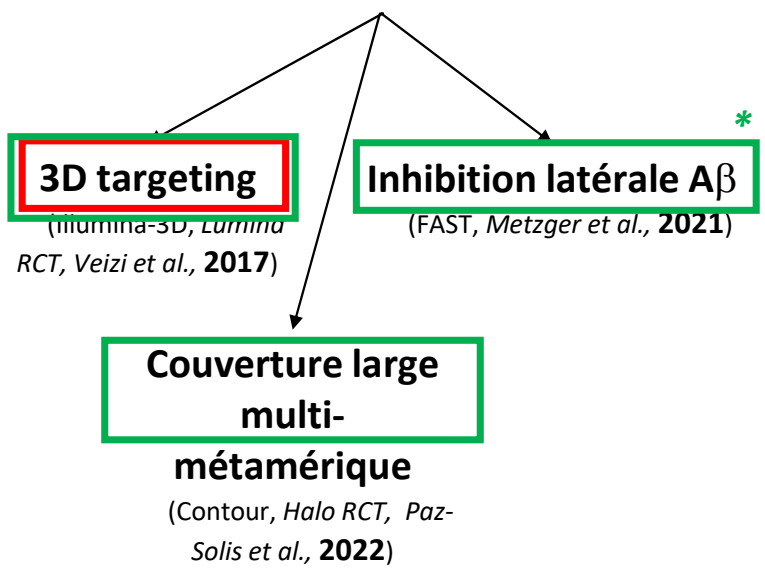 *
3D targeting
(Illumina-3D, Lumina
RCT, Veizi et al., 2017)
Inhibition latérale Aβ
(FAST, Metzger et al., 2021)
Couverture large
multi-
métamérique
(Contour, Halo RCT, Paz-
Solis et al., 2022)